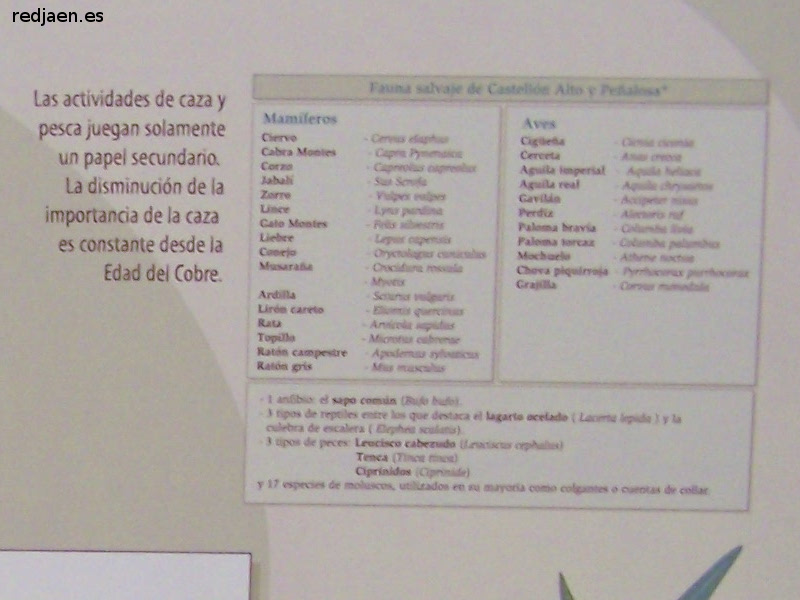 redjaen.es
Las actividades de caza y
pesca juegan solamente
un papel secundario.
La disminución de la
importancia de la caza
es constante desde la
Edad del Cobre.
Fauna salvaje de Castellón Alto y Peñalosa*
Mamíferos
Ciervo - Cervus elaphus
Cabra Montes - Capra Pyrenaica
Corzo - Capreolus capreolus
Jabalí - Sus Scrofa
Zorro - Vulpes vulpes
Lince - Lynx pardina
Gato Montes - Felis silvestris
Liebre - Lepus capensis
Conejo - Oryctolagus cuniculus
Musaraña - Crocidura russula
- Myotis
Ardilla - Sciurus vulgaris
Lirón careto - Eliomis quercinus
Rata - Arvicola sapidus
Topillo - Microtus cabrerae
Ratón campestre - Apodemus sylvaticus
Ratón gris - Mus musculus
Aves
Cigüeña - Ciconia ciconiae
Cerceta - Anas crecca
Aguila imperial - Aquila heliaca
Aguila real - Aquila chrysaetos
Gavilán - Accipeter nisus
Perdiz - Alectoris ruf
Paloma bravía - Columba livia
Paloma torcaz - Columba palumbus
Mochuelo - Athene noctua
Chova piquirroja - Pyrrhocorax pyrrhocorax
Grajilla - Corvus monedula
- 1 anfibio: el sapo común (Bufo bufo).
- 3 tipos de reptiles entre los que destaca el lagarto ocelado ( Lacerta lepida ) y la
culebra de escalera ( Elephea scalaris).
- 3 tipos de peces: Leucisco cabezudo (Leuciscus cephalus)
Tenca (Tinca tinca)
Ciprinidos (Ciprinide)
y 17 especies de moluscos, utilizados en su mayoría como colgantes o cuentas de collar.